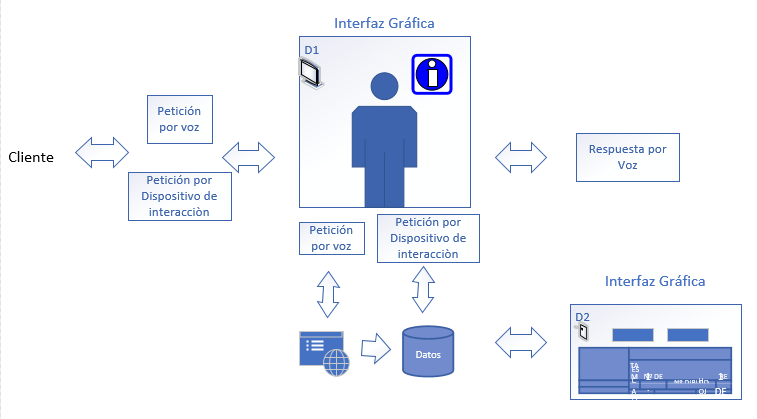 Interfaz Gráfica
D1
Petición
por voz
Cliente
Petición por
Dispositivo de
interacciòn
Respuesta por
Voz
Petición
por voz
Petición por
Dispositivo de
interacciòn
Datos
Interfaz Gráfica
D2